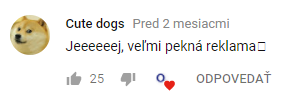 Cute dogs Pred 2 mesiacmi
Jeeeeeej, veľmi pekná reklama
25 ODPOVEDAŤ